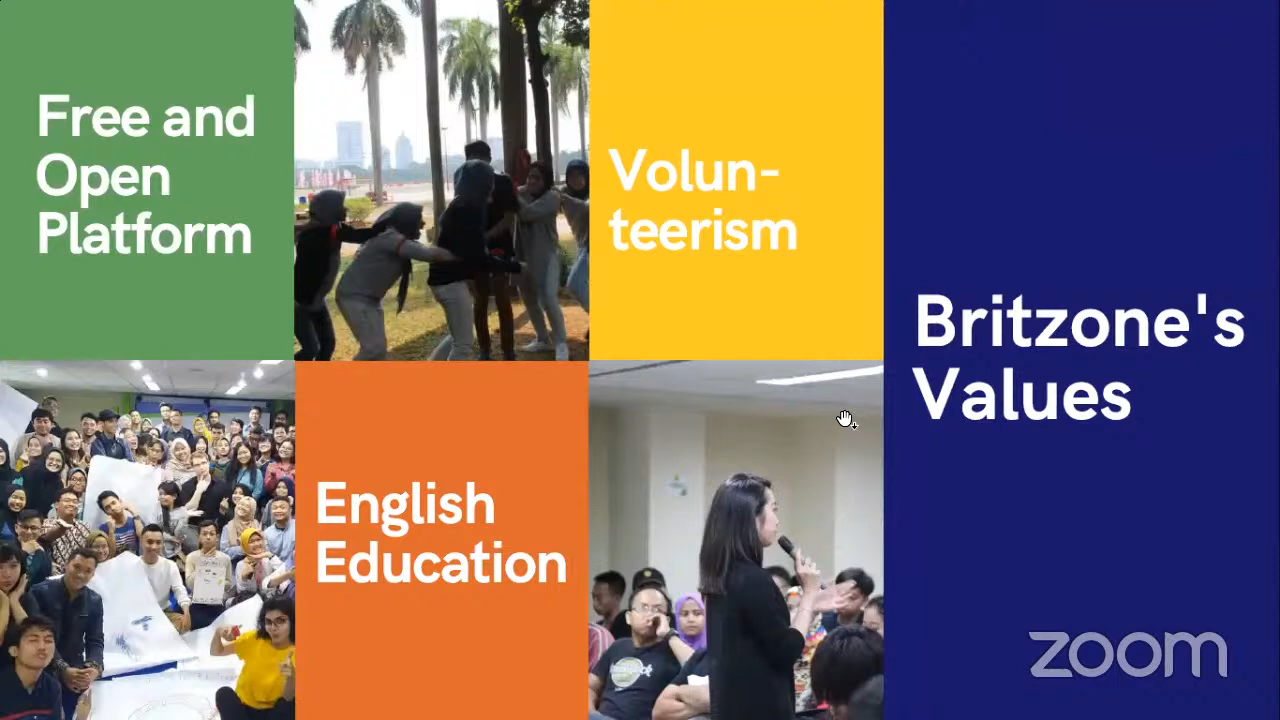 Free and
Open
Platform
Volun-
teerism
English
Education
Britzone's
Values
zoom